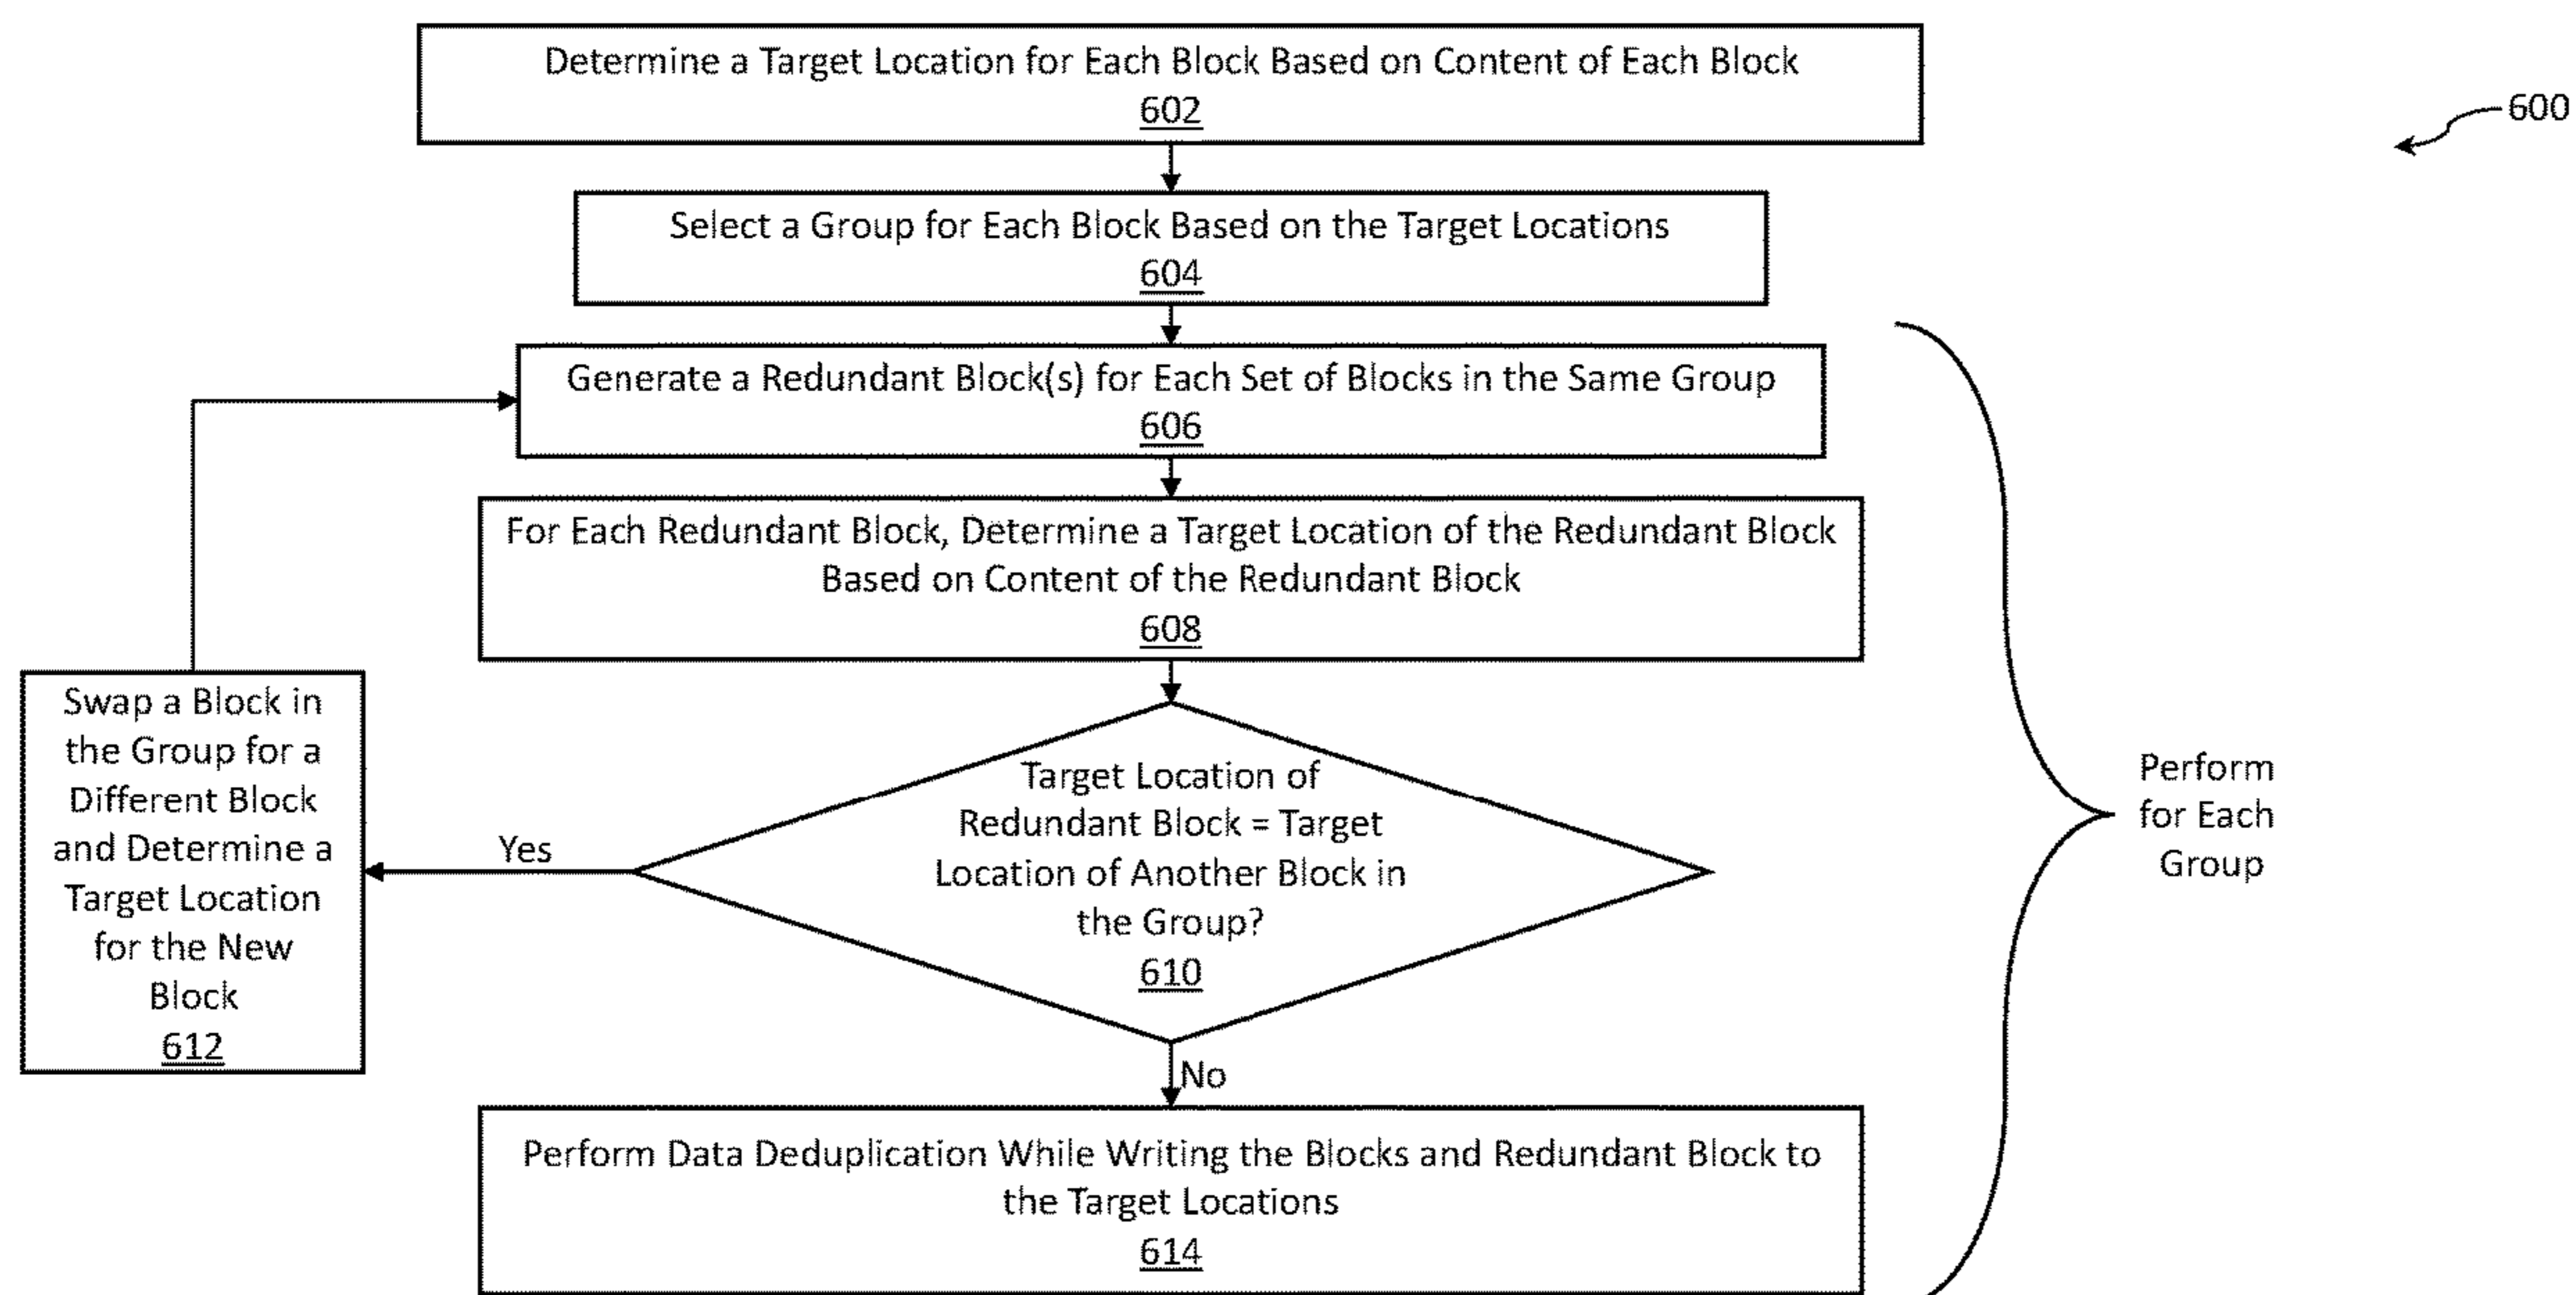 Determine a Target Location for Each Block Based on Content of Each Block
602
600
Select a Group for Each Block Based on the Target Locations
604
Generate a Redundant Block(s) for Each Set of Blocks in the Same Group
606
For Each Redundant Block, Determine a Target Location of the Redundant Block
Based on Content of the Redundant Block
608
Swap a Block in
the Group for a
Different Block
and Determine a
Target Location
for the New
Block
612
Yes
Target Location of
Redundant Block = Target
Location of Another Block in
the Group?
610
Perform
for Each
Group
No
Perform Data Deduplication While Writing the Blocks and Redundant Block to
the Target Locations
614